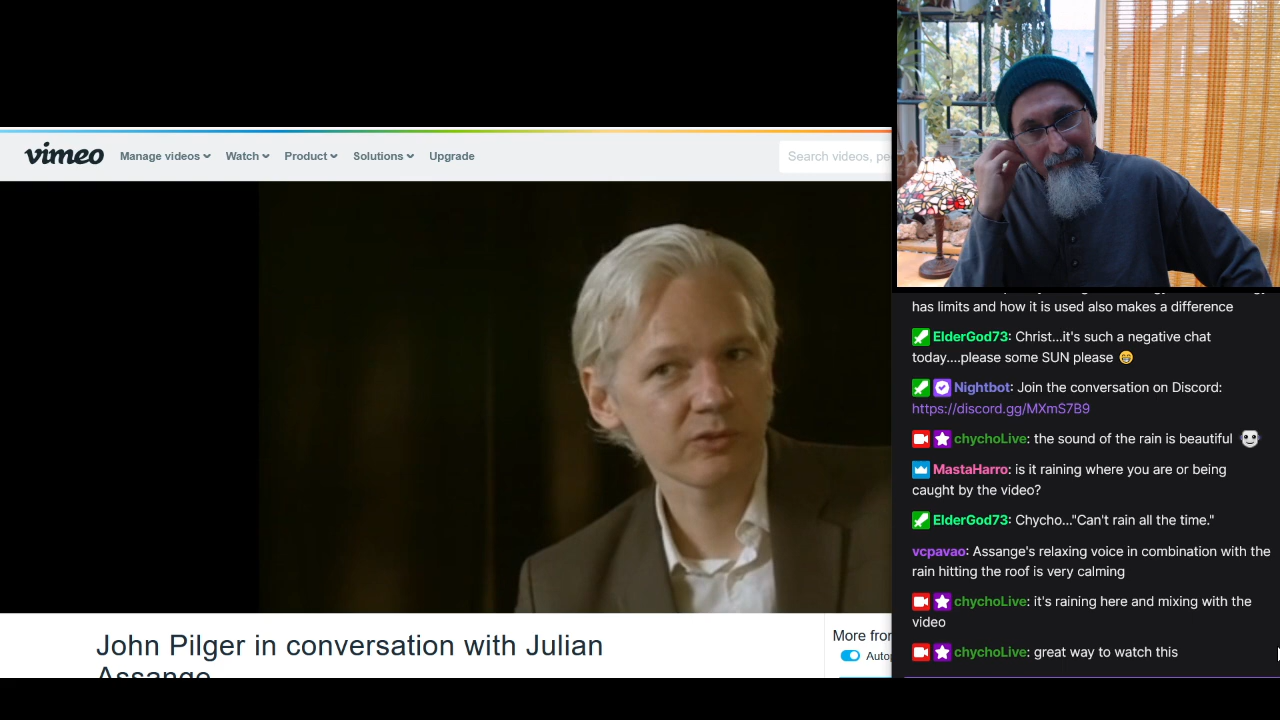 vimeo Manage videos Watch Product Solutions Upgrade Search videos, pe
John Pilger in conversation with Julian
Assange
More from
Autop
has limits and how it is used also makes a difference
ElderGod73: Christ...it's such a negative chat
today....please some SUN please 😁
Nightbot: Join the conversation on Discord:
https://discord.gg/MXmS7B9
chychoLive: the sound of the rain is beautiful
MastaHarro: is it raining where you are or being
caught by the video?
ElderGod73: Chycho..."Can't rain all the time."
vcpavao: Assange's relaxing voice in combination with the
rain hitting the roof is very calming
chychoLive: it's raining here and mixing with the
video
chychoLive: great way to watch this